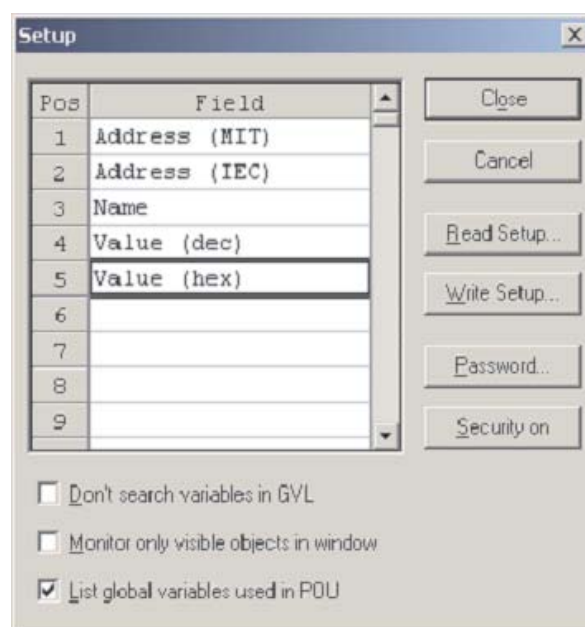 Setup
Pos Field
1 Address (MIT)
2 Address (IEC)
3 Name
4 Value (dec)
5 Value (hex)
6
7
8
9
Close
Cancel
Read Setup...
Write Setup...
Password...
Security on
Don't search variables in GVL
Monitor only visible objects in window
List global variables used in POU